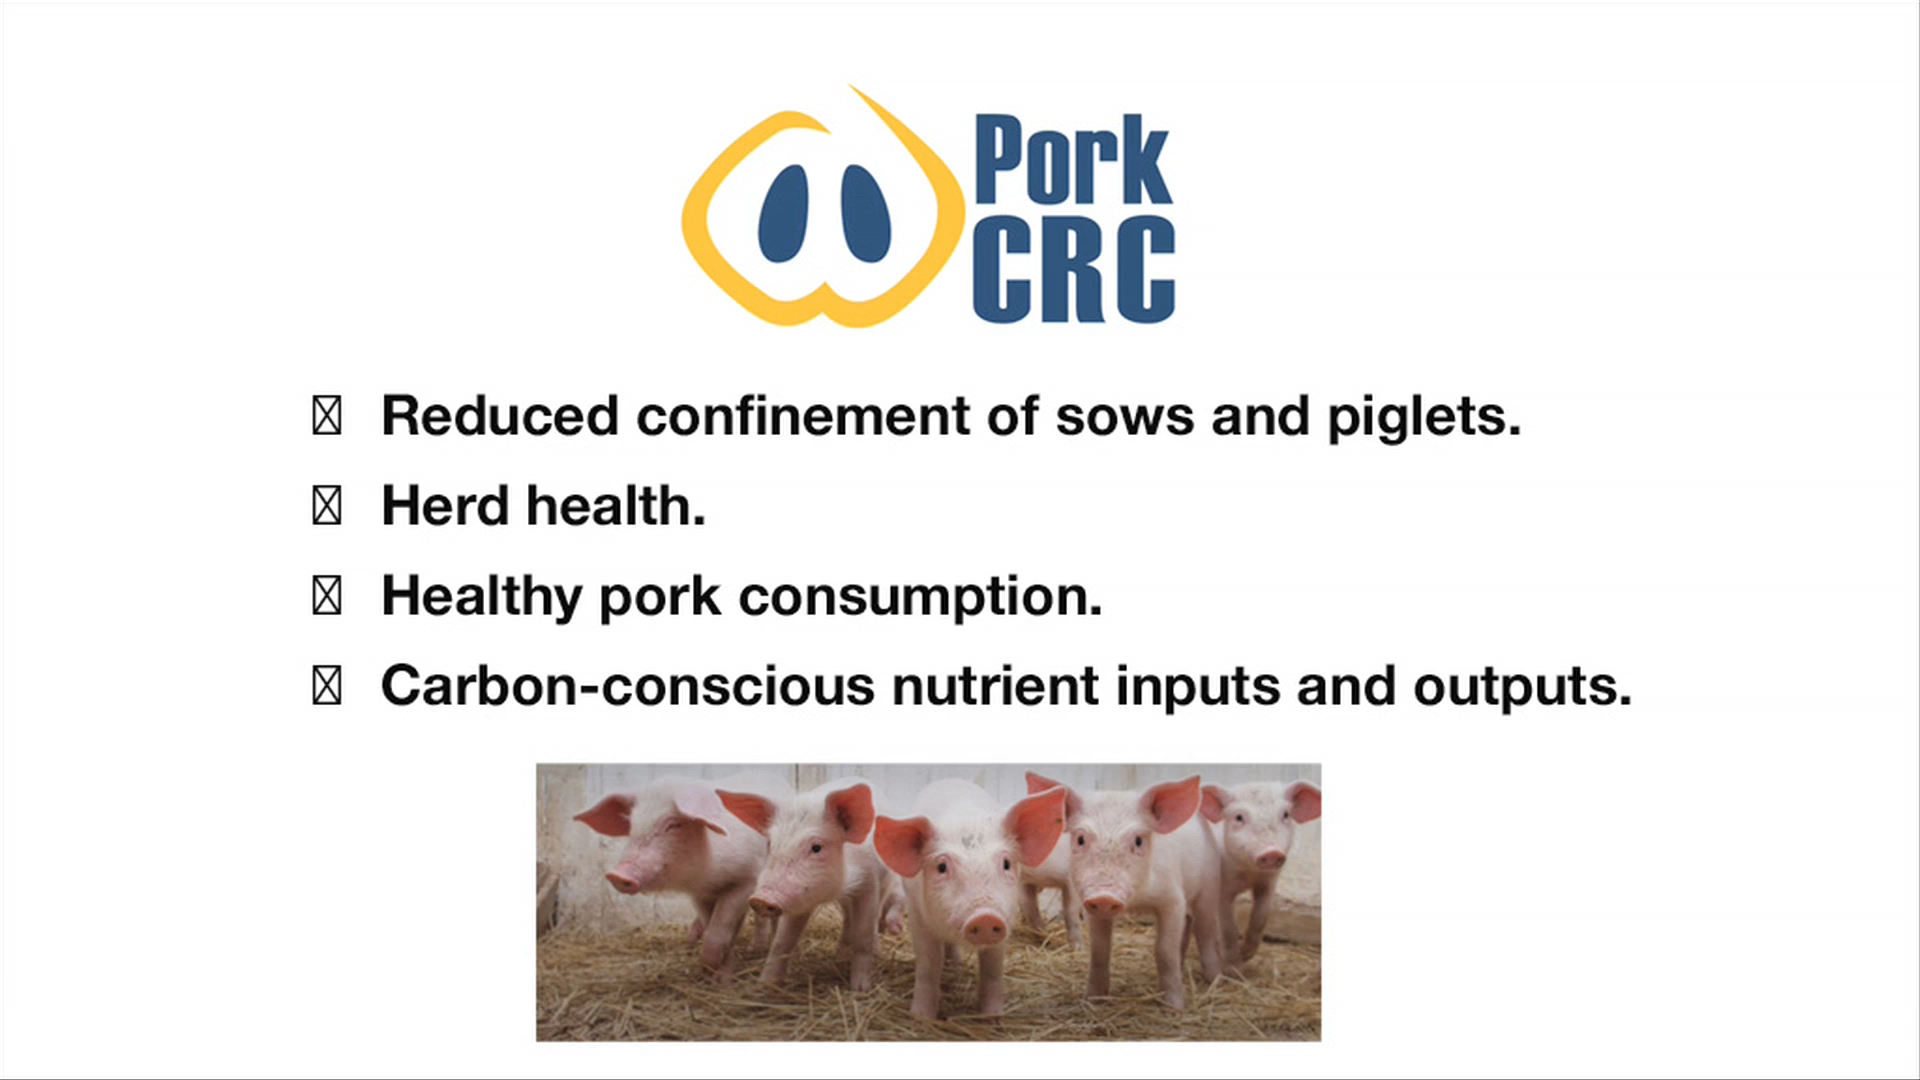 Pork
CRC
Reduced confinement of sows and piglets.
Herd health.
Healthy pork consumption.
Carbon-conscious nutrient inputs and outputs.